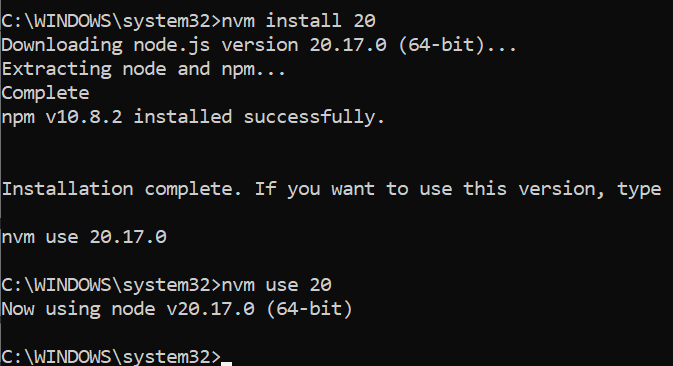 C:\WINDOWS\system32>nvm install 20
Downloading node.js version 20.17.0 (64-bit)...
Extracting node and npm...
Complete
npm v10.8.2 installed successfully.
Installation complete. If you want to use this version, type
nvm use 20.17.0
C:\WINDOWS\system32>nvm use 20
Now using node v20.17.0 (64-bit)
C:\WINDOWS\system32>